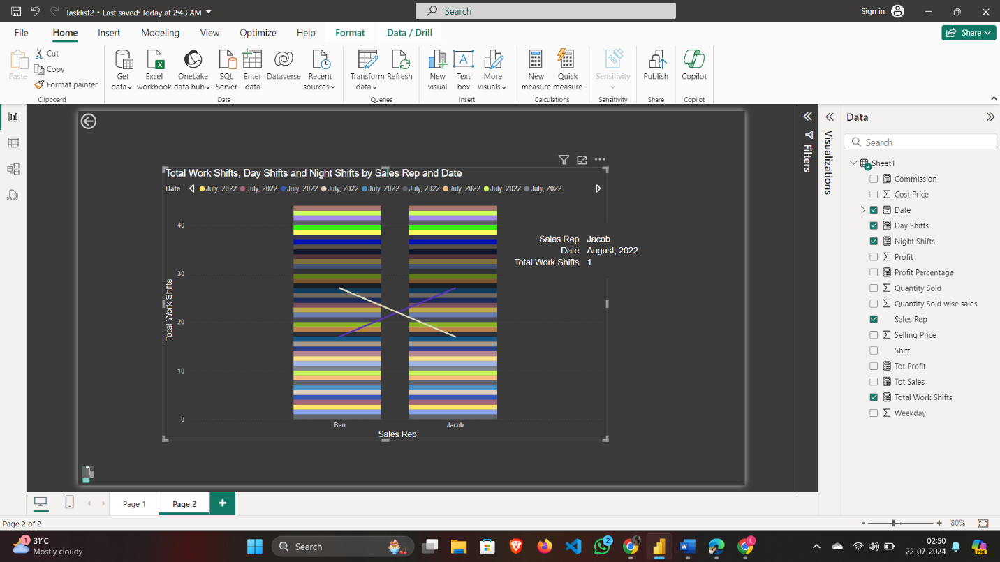 Tasklist2 • Last saved: Today at 2:43 AM
Search
Sign in
File Home Insert Modeling View Optimize Help Format Data / Drill
Share
Paste
Cut
Copy
Format painter
Clipboard
Get data
Excel workbook
OneLake data hub
SQL Server
Enter data
Dataverse
Recent sources
Data
Transform data
Refresh
Queries
New visual
Text box
More visuals
Insert
New measure
Quick measure
Calculations
Sensitivity
Sensitivity
Publish
Share
Copilot
Copilot
Total Work Shifts, Day Shifts and Night Shifts by Sales Rep and Date
Date July, 2022 July, 2022 July, 2022 July, 2022 July, 2022 July, 2022 July, 2022 July, 2022 July, 2022
Total Work Shifts
40
30
20
10
0
Ben Jacob
Sales Rep
Sales Rep Jacob
Date August, 2022
Total Work Shifts 1
Filters
Visualizations
Data
Search
Sheet1
Commission
Cost Price
Date
Day Shifts
Night Shifts
Profit
Profit Percentage
Quantity Sold
Quantity Sold wise sales
Sales Rep
Selling Price
Shift
Tot Profit
Tot Sales
Total Work Shifts
Weekday
DAX
Page 1 Page 2 +
Page 2 of 2
- + 80%
1
31°C
Mostly cloudy
Search
2
L
02:50
22-07-2024
PRE